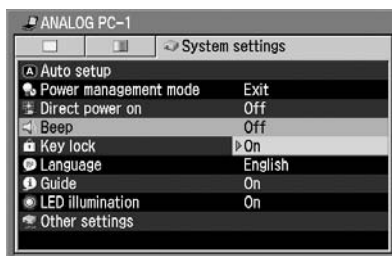 ANALOG PC-1
System settings
A Auto setup
Power management mode Exit
Direct power on Off
Beep Off
Key lock On
Language English
Guide On
LED illumination On
Other settings